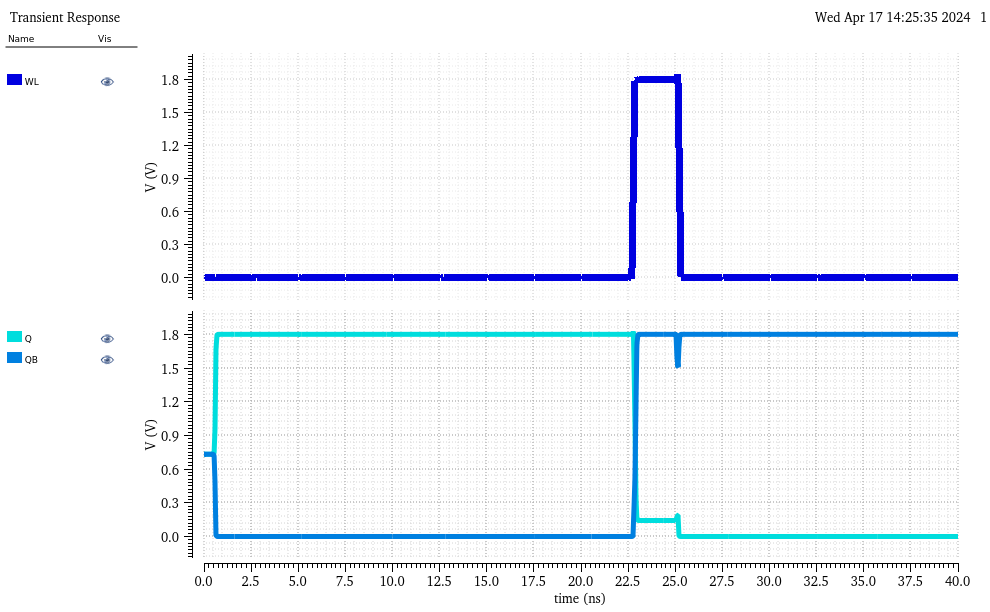 Transient Response
Wed Apr 17 14:25:35 2024 1
Name Vis
WL
1.8
1.5
1.2
0.9
0.6
0.3
0.0
V (V)
Q
QB
1.8
1.5
1.2
0.9
0.6
0.3
0.0
V (V)
0.0 2.5 5.0 7.5 10.0 12.5 15.0 17.5 20.0 22.5 25.0 27.5 30.0 32.5 35.0 37.5 40.0
time (ns)